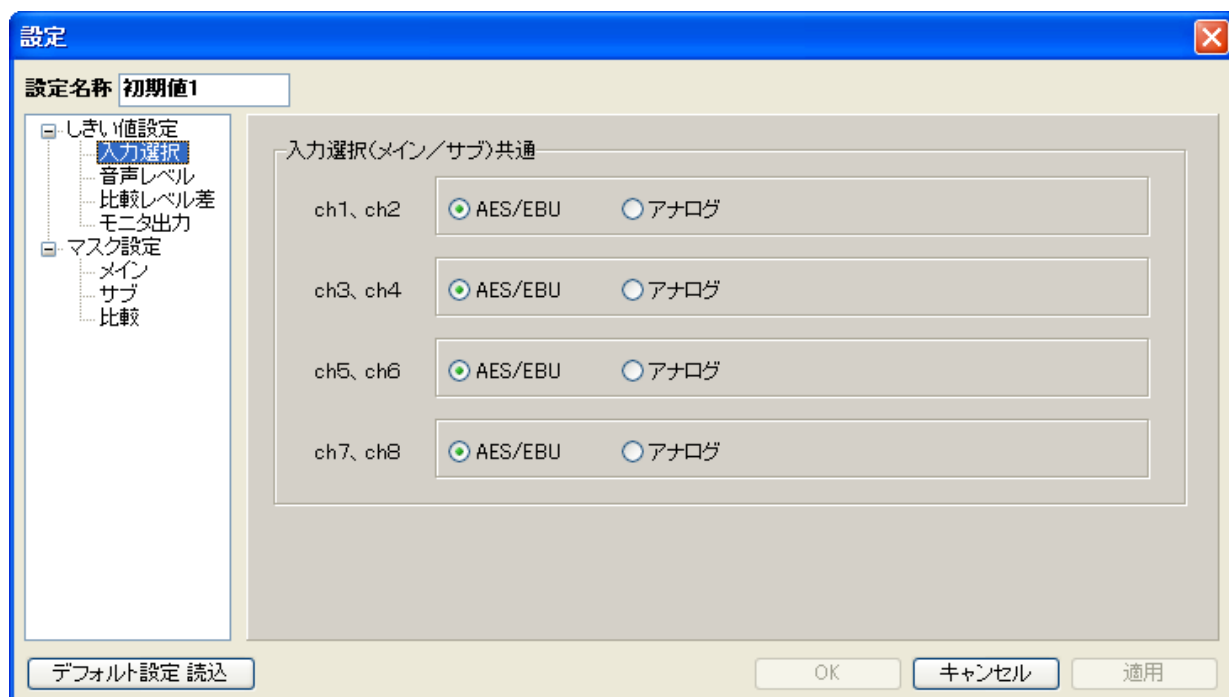 設定
設定名称 初期値1
しきい値設定
入力選択
音声レベル
比較レベル差
モニタ出力
マスク設定
メイン
サブ
比較
入力選択(メイン/サブ)共通
ch1、ch2 AES/EBU アナログ
ch3、ch4 AES/EBU アナログ
ch5、ch6 AES/EBU アナログ
ch7、ch8 AES/EBU アナログ
デフォルト設定 読込 OK キャンセル 適用